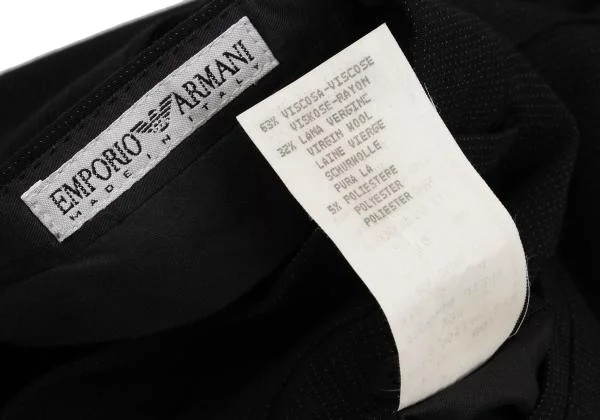 EMPORIO ARMANI
MADE IN ITALY
63% VISCOSA-VISCOSE
VISKOSE-RAYON
32% LANA VERGINE
VIRGIN WOOL
LAINE VIERGE
SCHURWOLLE
PURA LA
5% POLIESTERE
POLYESTER
POLIESTER